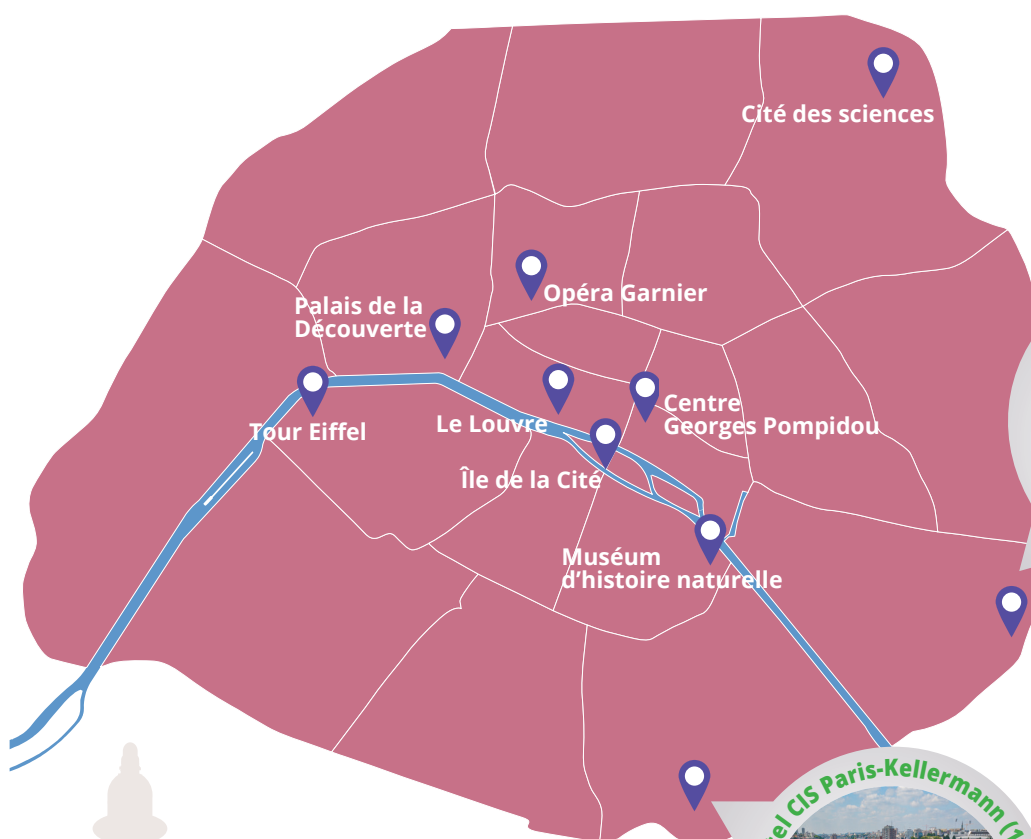 Cité des sciences
Opéra Garnier
Palais de la
Découverte
Centre
Georges Pompidou
Le Louvre
Tour Eiffel
Île de la Cité
Muséum
d’histoire naturelle
CIS Paris-Kellermann